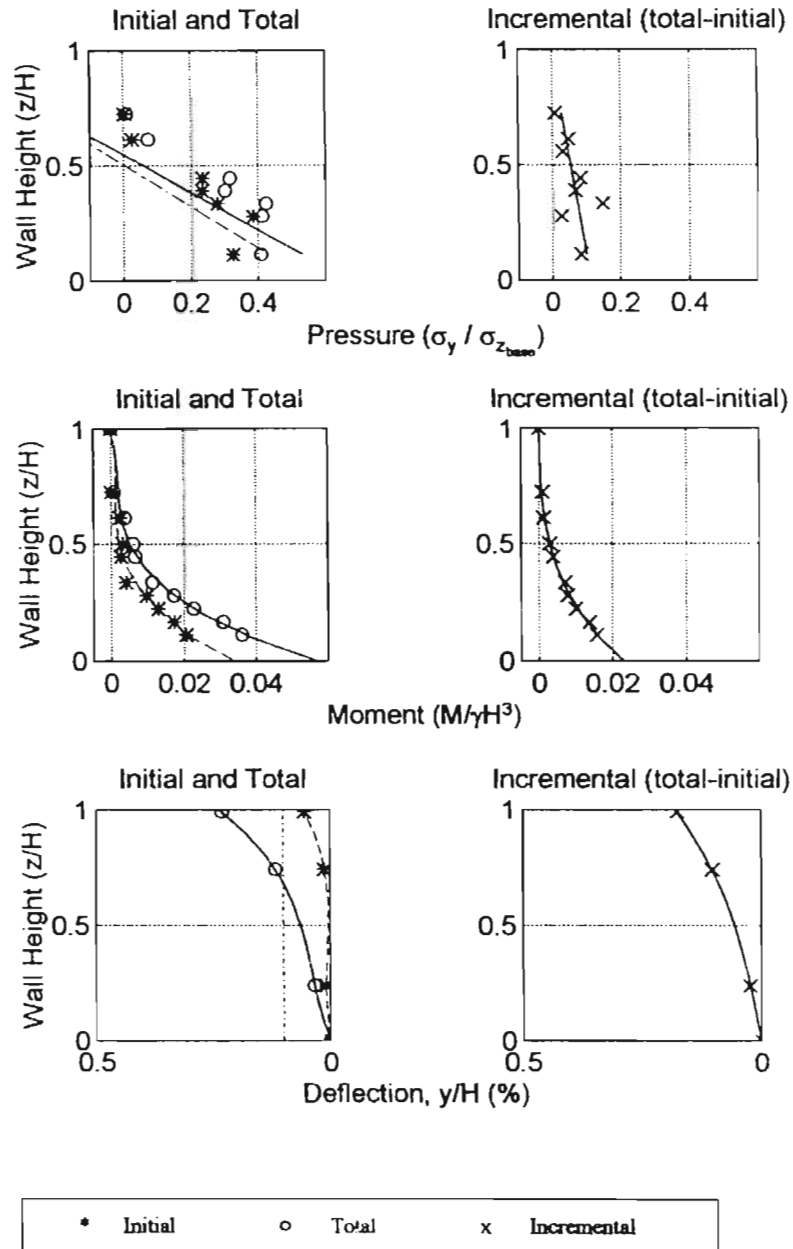 Initial and Total
Incremental (total-initial)
Wall Height (z/H)
1
0.5
0
0 0.2 0.4
1
0.5
0
0 0.2 0.4
Pressure (σy / σz_base)
Initial and Total
Incremental (total-initial)
Wall Height (z/H)
1
0.5
0
0 0.02 0.04
1
0.5
0
0 0.02 0.04
Moment (M/γH³)
Initial and Total
Incremental (total-initial)
Wall Height (z/H)
1
0.5
0
0.5 0
1
0.5
0
0.5 0
Deflection, y/H (%)
* Initial o Total x Incremental